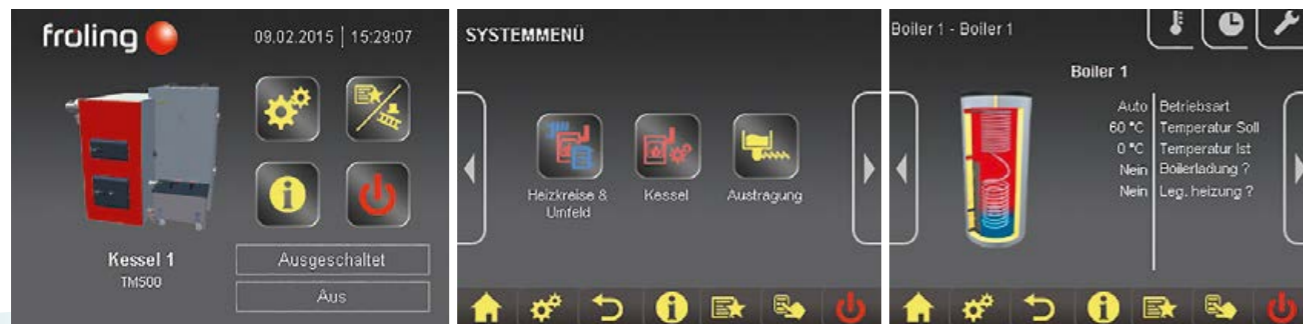 froling
09.02.2015 | 15:29:07
Kessel 1
TM500
Ausgeschaltet
Aus
SYSTEMMENÜ
Heizkreise &
Umfeld
Kessel
Austragung
Boiler 1 - Boiler 1
Boiler 1
Auto Betriebsart
60 °C Temperatur Soll
0 °C Temperatur Ist
Nein Boilerladung ?
Nein Leg. heizung ?